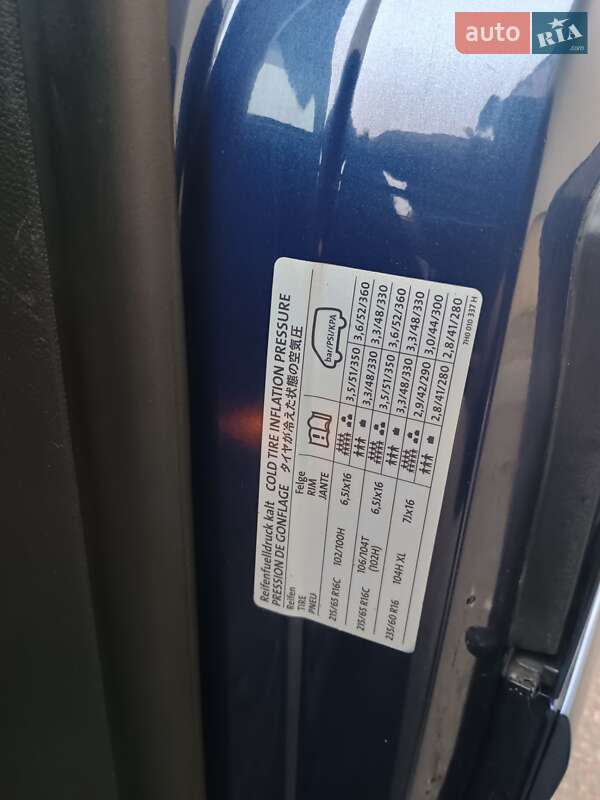 auto RIA .com
Reifenfuelldruck kalt COLD TIRE INFLATION PRESSURE
PRESSION DE GONFLAGE タイヤが冷えた状態の空気圧
Reifen Felge
TIRE RIM
PNEU JANTE
bar/PSI/KPA
215/65 R16C 102/100H 6,5Jx16 3,5/51/350 3,6/52/360
3,3/48/330 3,3/48/330
215/65 R16C 106/104T (102H) 6,5Jx16 3,5/51/350 3,6/52/360
3,3/48/330 3,3/48/330
235/60 R16 104H XL 7Jx16 2,9/42/290 3,0/44/300
2,8/41/280 2,8/41/280
7H0 010 337 H